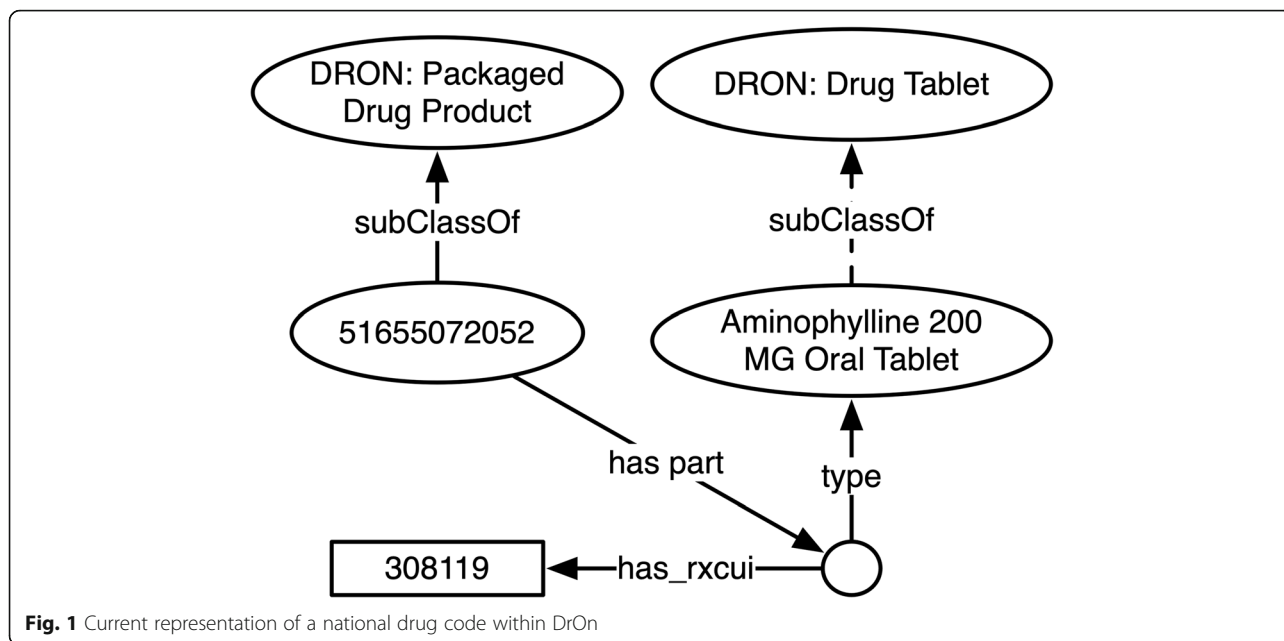 DRON: Packaged
Drug Product
DRON: Drug Tablet
subClassOf
subClassOf
51655072052
Aminophylline 200
MG Oral Tablet
has part
type
308119
has_rxcui
Fig. 1 Current representation of a national drug code within DrOn